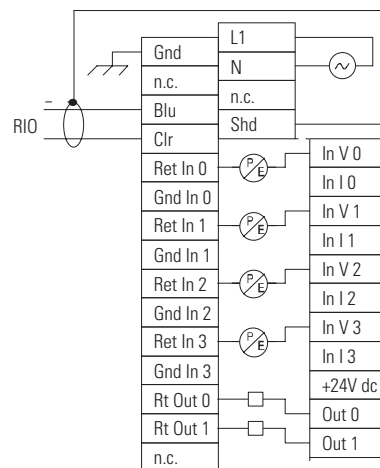 L1
Gnd
N
n.c.
n.c.
Blu
Shd
RIO
Clr
Ret In 0
P E
In V 0
Gnd In 0
In I 0
Ret In 1
P E
In V 1
Gnd In 1
In I 1
Ret In 2
P E
In V 2
Gnd In 2
In I 2
Ret In 3
P E
In V 3
Gnd In 3
In I 3
+24V dc
Rt Out 0
Out 0
Rt Out 1
Out 1
n.c.